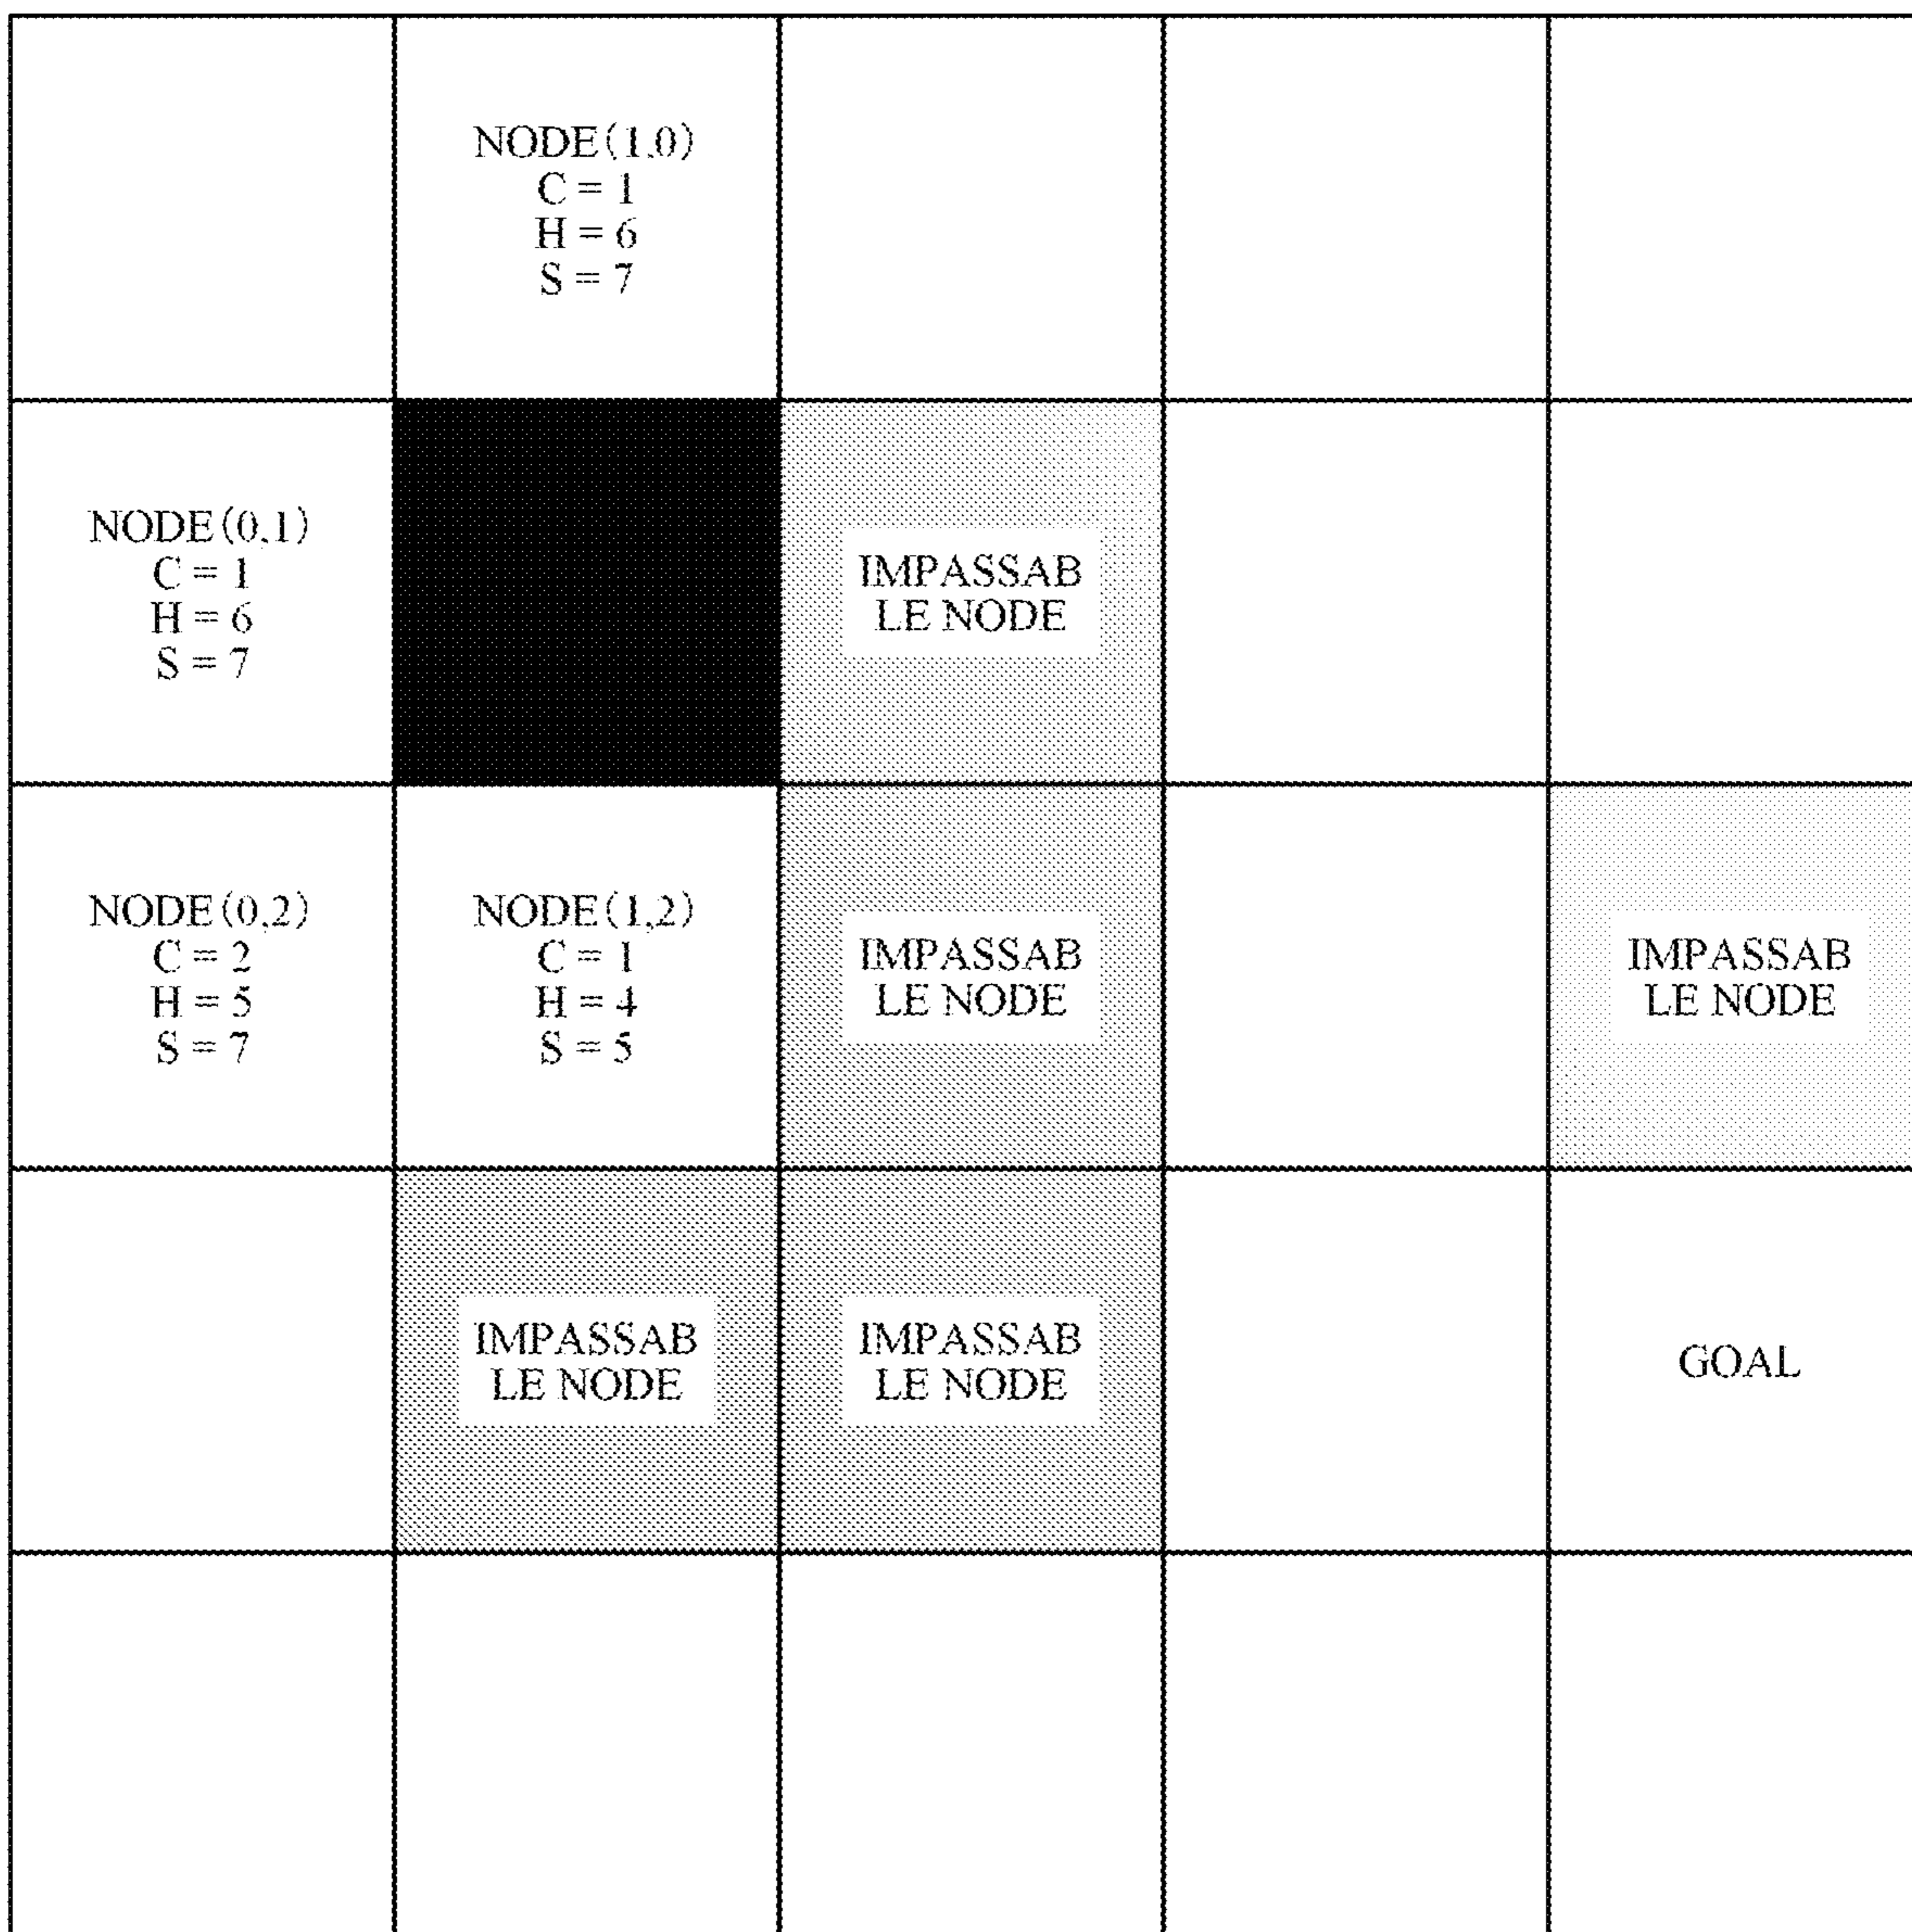 NODE(1,0)
C = 1
H = 6
S = 7
NODE(0,1)
C = 1
H = 6
S = 7
IMPASSAB
LE NODE
NODE(0,2)
C = 2
H = 5
S = 7
NODE(1,2)
C = 1
H = 4
S = 5
IMPASSAB
LE NODE
IMPASSAB
LE NODE
IMPASSAB
LE NODE
IMPASSAB
LE NODE
GOAL